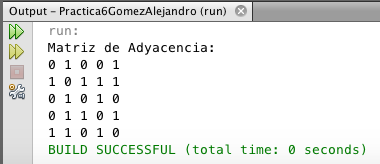 Output – Practica6GomezAlejandro (run)
run:
Matriz de Adyacencia:
0 1 0 0 1
1 0 1 1 1
0 1 0 1 0
0 1 1 0 1
1 1 0 1 0
BUILD SUCCESSFUL (total time: 0 seconds)